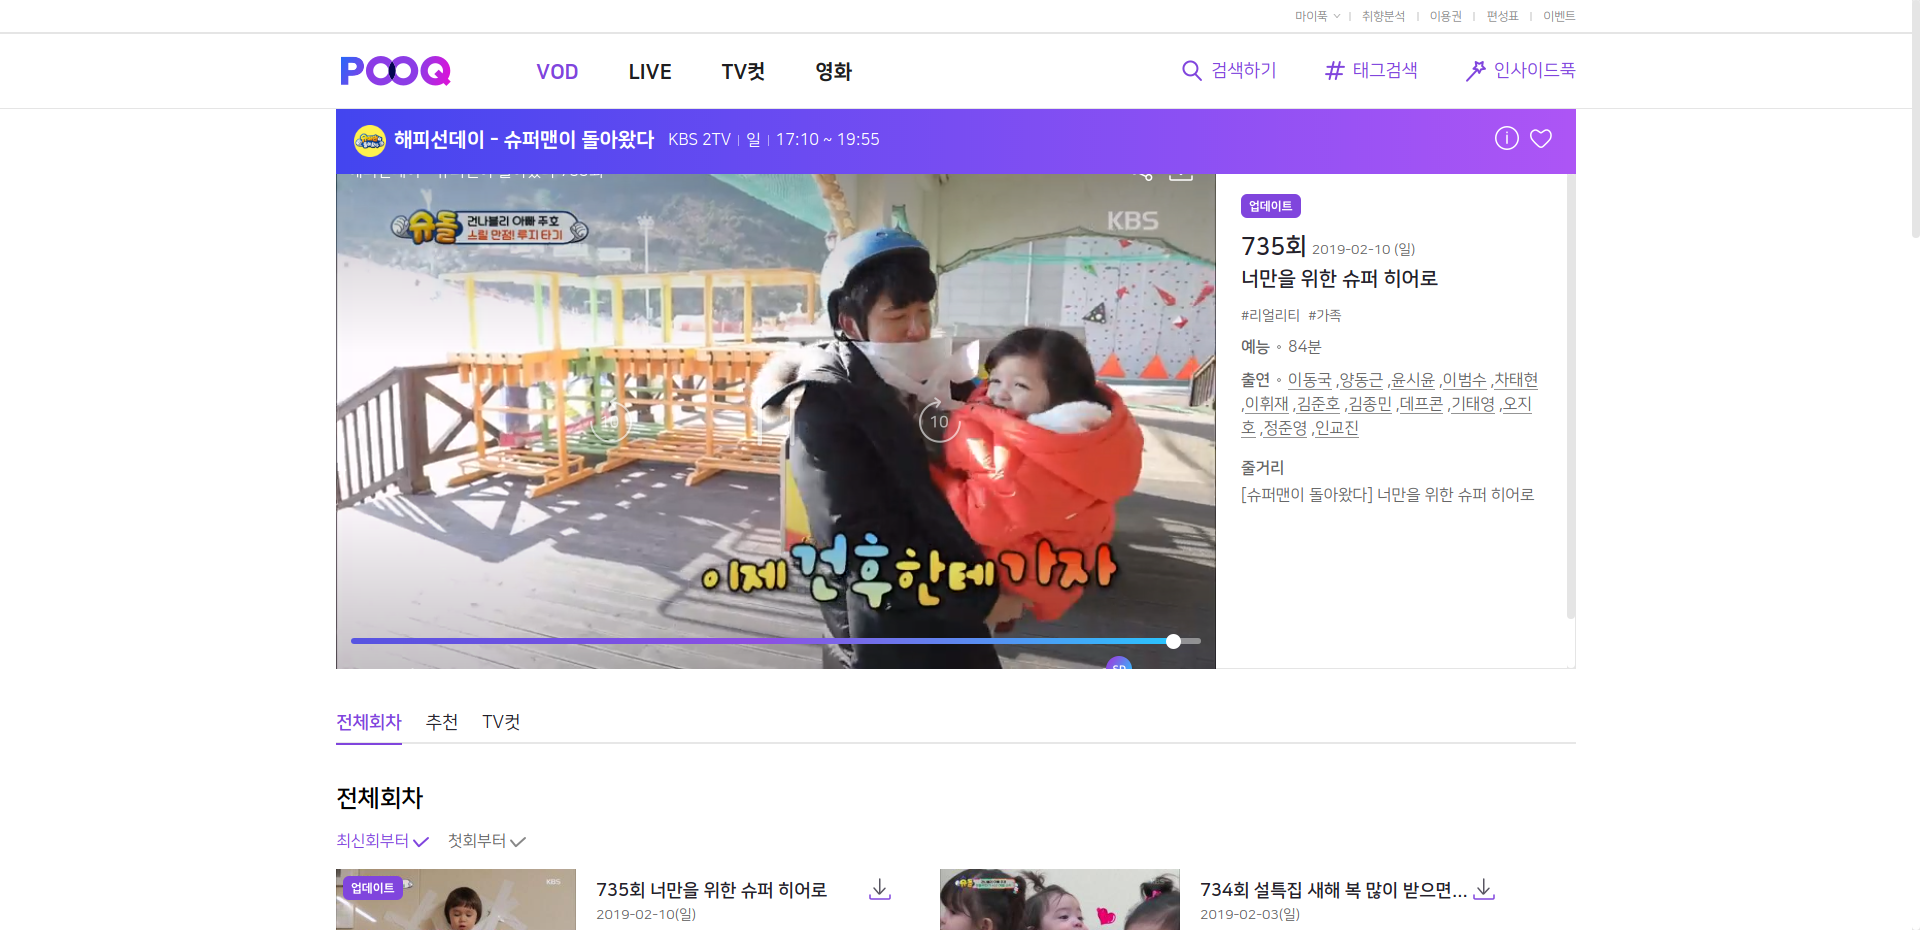 마이푹
취향분석
이용권
편성표
이벤트
POOQ
VOD
LIVE
TV컷
영화
검색하기
태그검색
인사이드푹
해피선데이 - 슈퍼맨이 돌아왔다 KBS 2TV 일 17:10 ~ 19:55
슈돌
건나블리 아빠 주호
스릴 만점! 루지 타기
KBS
10
10
이제 건후한테 가자
업데이트
735회 2019-02-10 (일)
너만을 위한 슈퍼 히어로
#리얼리티 #가족
예능 ∘ 84분
출연 ∘ 이동국 ,양동근 ,윤시윤 ,이범수 ,차태현
,이휘재 ,김준호 ,김종민 ,데프콘 ,기태영 ,오지
호 ,정준영 ,인교진
줄거리
[슈퍼맨이 돌아왔다] 너만을 위한 슈퍼 히어로
전체회차
추천
TV컷
전체회차
최신회부터
첫회부터
업데이트
KBS
735회 너만을 위한 슈퍼 히어로
2019-02-10(일)
슈돌
734회 설특집 새해 복 많이 받으면...
2019-02-03(일)